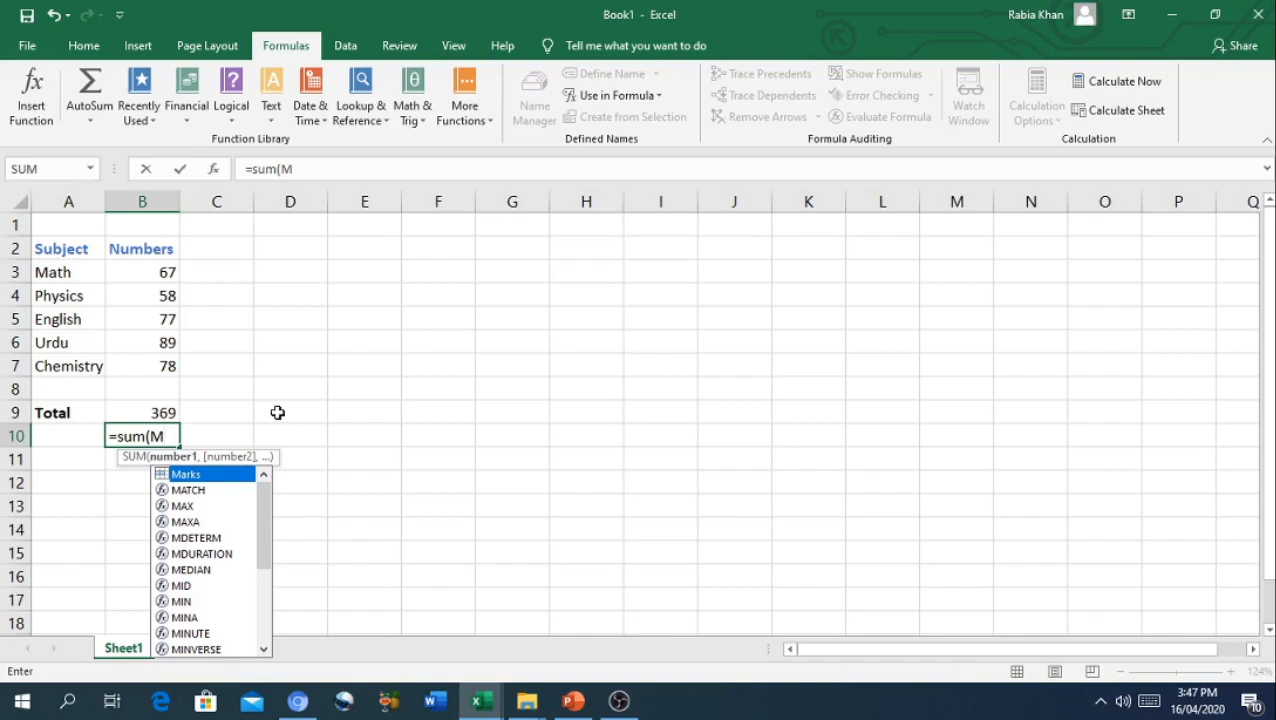 Book1 - Excel
Rabia Khan
File Home Insert Page Layout Formulas Data Review View Help Tell me what you want to do Share
Insert Function
AutoSum
Recently Used
Financial
Logical
Text
Date & Time
Lookup & Reference
Math & Trig
More Functions
Function Library
Name Manager
Define Name
Use in Formula
Create from Selection
Defined Names
Trace Precedents
Trace Dependents
Remove Arrows
Show Formulas
Error Checking
Evaluate Formula
Formula Auditing
Watch Window
Calculation Options
Calculate Now
Calculate Sheet
Calculation
SUM fx =sum(M
A B C D E F G H I J K L M N O P Q
1
2 Subject Numbers
3 Math 67
4 Physics 58
5 English 77
6 Urdu 89
7 Chemistry 78
8
9 Total 369
10 =sum(M
11 SUM(number1, [number2], ...)
Marks
12 MATCH
13 MAX
MAXA
14 MDETERM
15 MDURATION
MEDIAN
16 MID
17 MIN
MINA
18 MINUTE
MINVERSE
Sheet1
Enter
124%
3:47 PM
16/04/2020
10